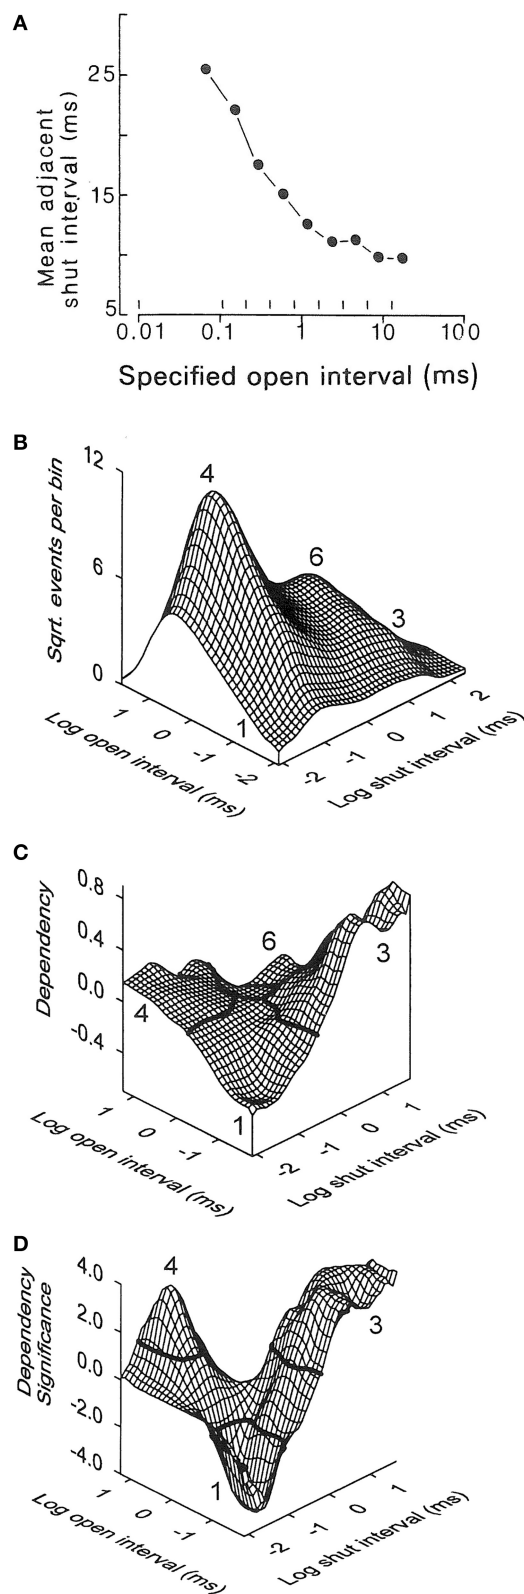 A
Mean adjacent
shut interval (ms)
25
15
5
0.01 0.1 1 10 100
Specified open interval (ms)
B
Sqrt. events per bin
12
6
0
4
6
3
1
1 0 -1 -2
Log open interval (ms)
-2 -1 0 1 2
Log shut interval (ms)
C
Dependency
0.8
0.4
0.0
-0.4
4
6
3
1
1 0 -1
Log open interval (ms)
-2 -1 0 1
Log shut interval (ms)
D
Dependency
Significance
4.0
2.0
0.0
-2.0
-4.0
4
3
1
1 0 -1
Log open interval (ms)
-2 -1 0 1
Log shut interval (ms)